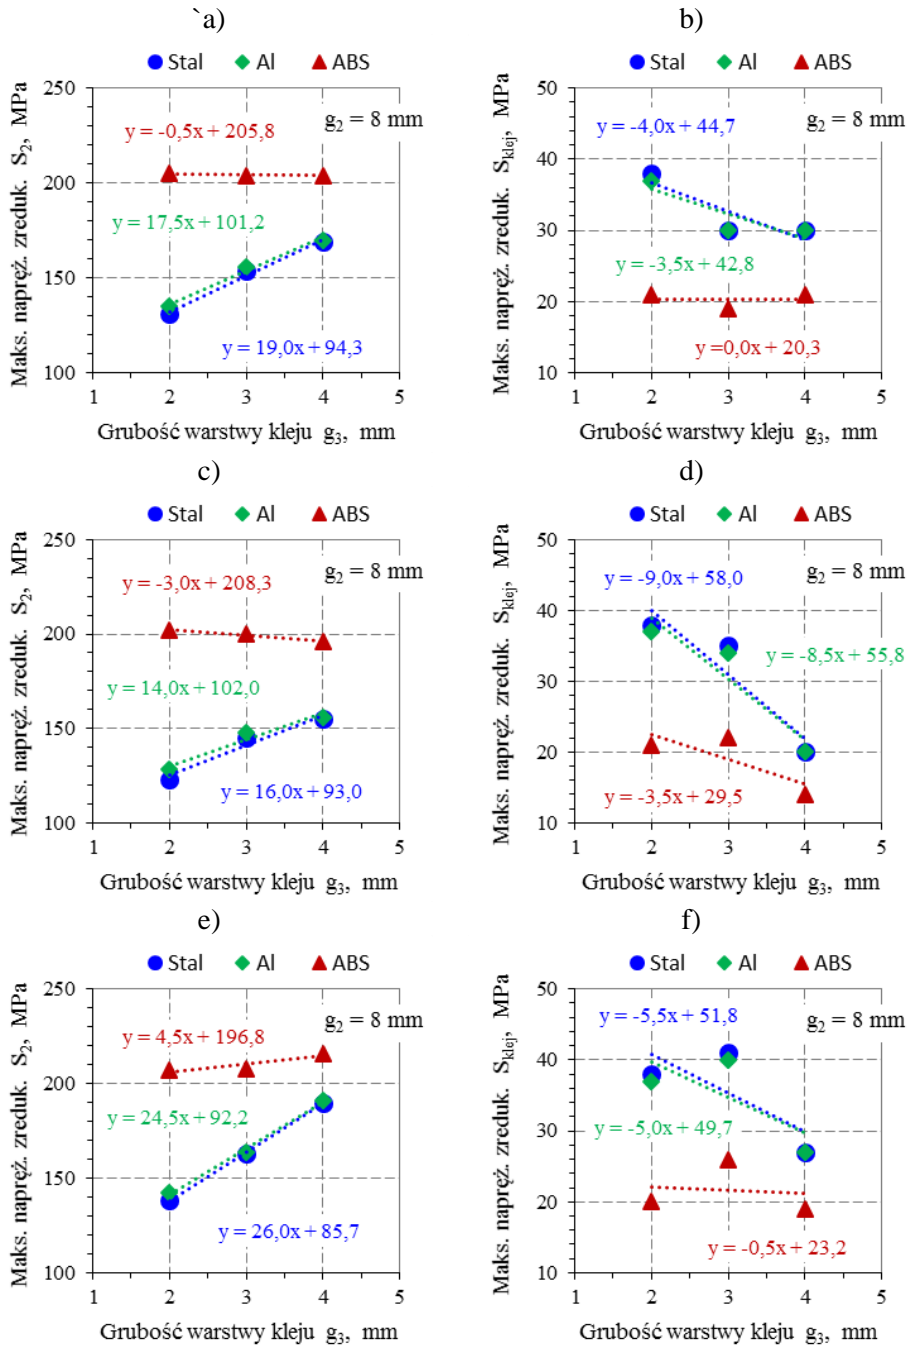 `a)
Stal Al ABS
Maks. napręż. zreduk. S2, MPa
250
200
150
100
g2 = 8 mm
y = -0,5x + 205,8
y = 17,5x + 101,2
y = 19,0x + 94,3
1 2 3 4 5
Grubość warstwy kleju g3, mm
b)
Stal Al ABS
Maks. napręż. zreduk. Sklej, MPa
50
40
30
20
10
y = -4,0x + 44,7
g2 = 8 mm
y = -3,5x + 42,8
y =0,0x + 20,3
1 2 3 4 5
Grubość warstwy kleju g3, mm
c)
Stal Al ABS
Maks. napręż. zreduk. S2, MPa
250
200
150
100
g2 = 8 mm
y = -3,0x + 208,3
y = 14,0x + 102,0
y = 16,0x + 93,0
1 2 3 4 5
Grubość warstwy kleju g3, mm
d)
Stal Al ABS
Maks. napręż. zreduk. Sklej, MPa
50
40
30
20
10
y = -9,0x + 58,0
g2 = 8 mm
y = -8,5x + 55,8
y = -3,5x + 29,5
1 2 3 4 5
Grubość warstwy kleju g3, mm
e)
Stal Al ABS
Maks. napręż. zreduk. S2, MPa
250
200
150
100
g2 = 8 mm
y = 4,5x + 196,8
y = 24,5x + 92,2
y = 26,0x + 85,7
1 2 3 4 5
Grubość warstwy kleju g3, mm
f)
Stal Al ABS
Maks. napręż. zreduk. Sklej, MPa
50
40
30
20
10
y = -5,5x + 51,8
g2 = 8 mm
y = -5,0x + 49,7
y = -0,5x + 23,2
1 2 3 4 5
Grubość warstwy kleju g3, mm